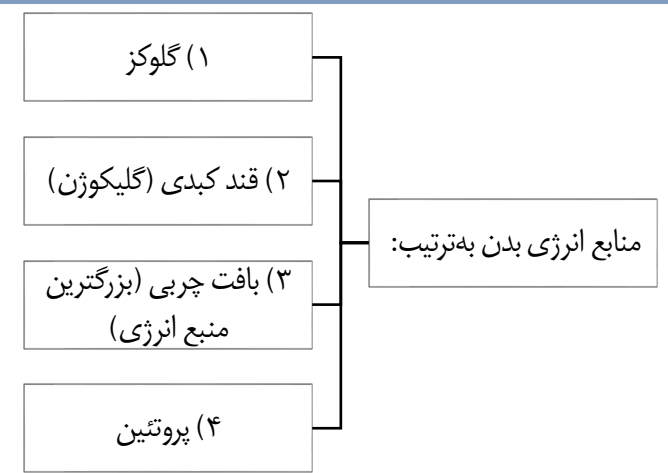 منابع انرژی بدن به‌ترتیب:
۱) گلوکز
۲) قند کبدی (گلیکوژن)
۳) بافت چربی (بزرگترین
منبع انرژی)
۴) پروتئین